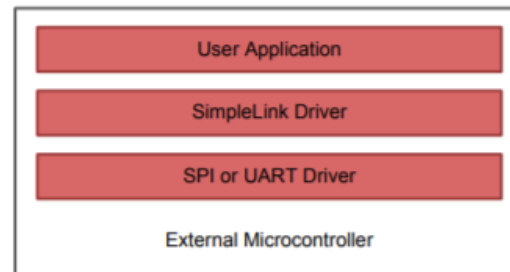 User Application
SimpleLink Driver
SPI or UART Driver
External Microcontroller